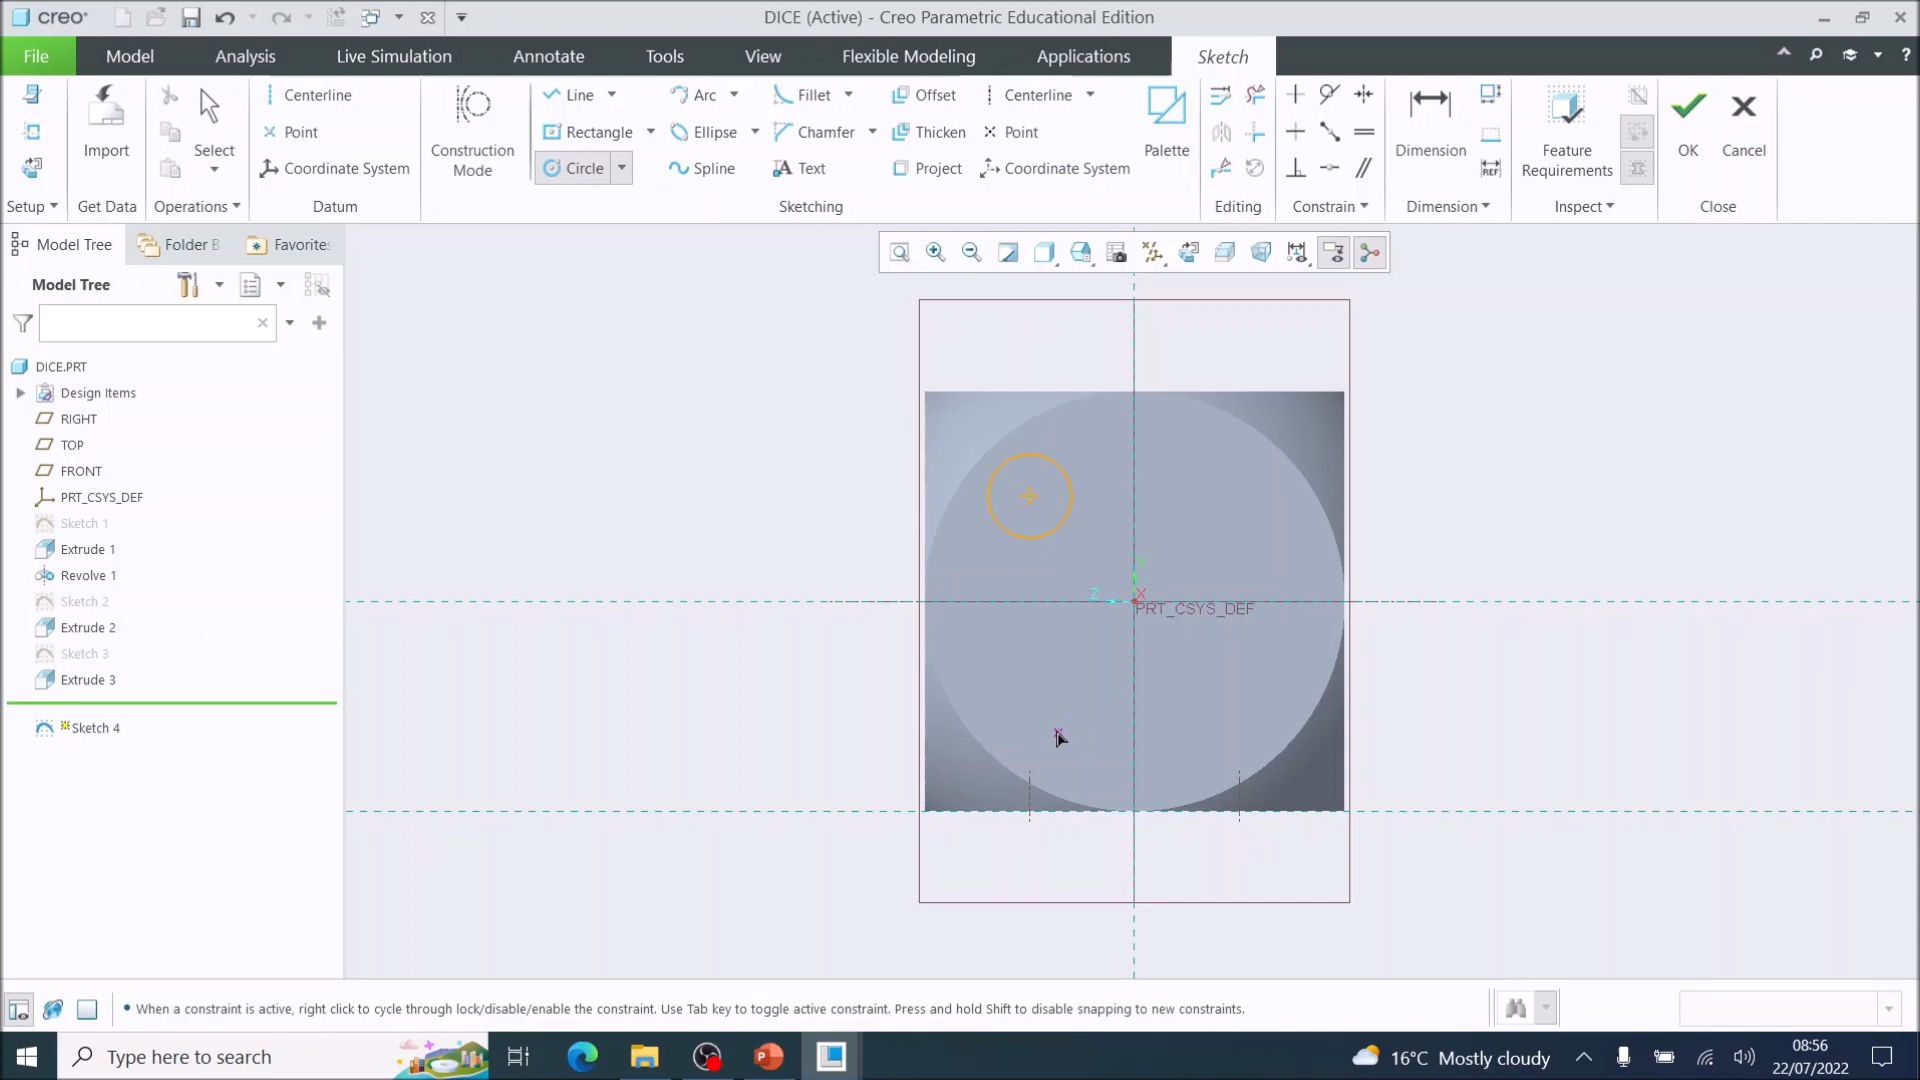 creo
DICE (Active) - Creo Parametric Educational Edition
File Model Analysis Live Simulation Annotate Tools View Flexible Modeling Applications Sketch
Import Select Centerline Point Coordinate System
Construction Mode
Line Arc Fillet Offset Centerline
Rectangle Ellipse Chamfer Thicken Point
Circle Spline Text Project Coordinate System
Palette Dimension REF Feature Requirements OK Cancel
Setup Get Data Operations Datum Sketching Editing Constrain Dimension Inspect Close
Model Tree Folder B Favorite:
Model Tree
DICE.PRT
Design Items
RIGHT
TOP
FRONT
PRT_CSYS_DEF
Sketch 1
Extrude 1
Revolve 1
Sketch 2
Extrude 2
Sketch 3
Extrude 3
Sketch 4
Z X
PRT_CSYS_DEF
• When a constraint is active, right click to cycle through lock/disable/enable the constraint. Use Tab key to toggle active constraint. Press and hold Shift to disable snapping to new constraints.
Type here to search
16°C Mostly cloudy
08:56
22/07/2022